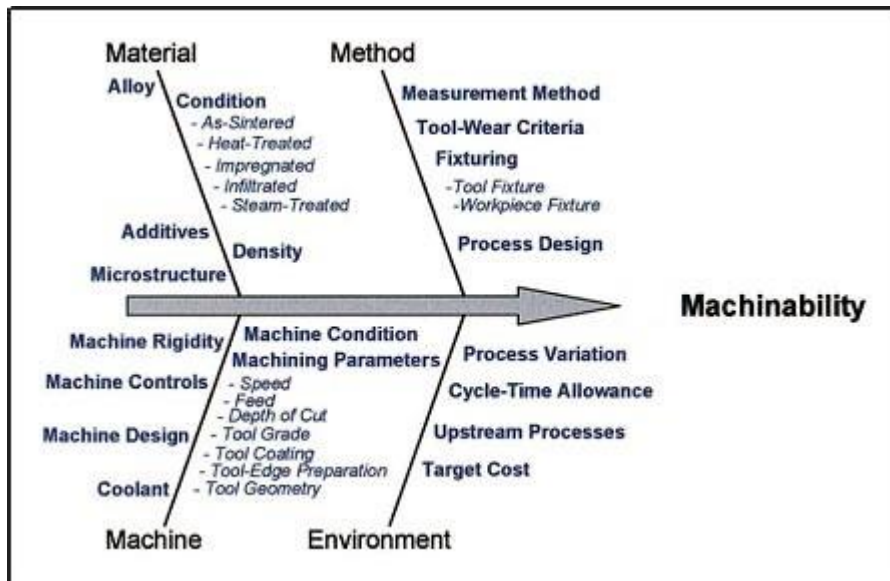 Material
Method
Alloy
Condition
- As-Sintered
- Heat-Treated
- Impregnated
- Infiltrated
- Steam-Treated
Additives
Density
Microstructure
Measurement Method
Tool-Wear Criteria
Fixturing
-Tool Fixture
-Workpiece Fixture
Process Design
Machinability
Machine Rigidity
Machine Controls
Machine Design
Coolant
Machine Condition
Machining Parameters
- Speed
- Feed
- Depth of Cut
- Tool Grade
- Tool Coating
- Tool-Edge Preparation
- Tool Geometry
Process Variation
Cycle-Time Allowance
Upstream Processes
Target Cost
Machine
Environment